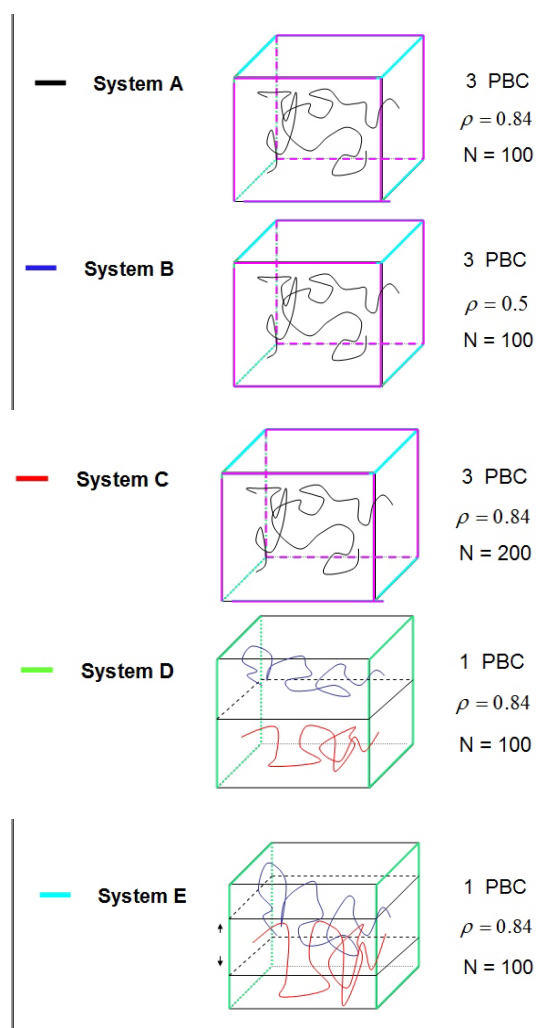 System A
3 PBC
ρ = 0.84
N = 100
System B
3 PBC
ρ = 0.5
N = 100
System C
3 PBC
ρ = 0.84
N = 200
System D
1 PBC
ρ = 0.84
N = 100
System E
1 PBC
ρ = 0.84
N = 100